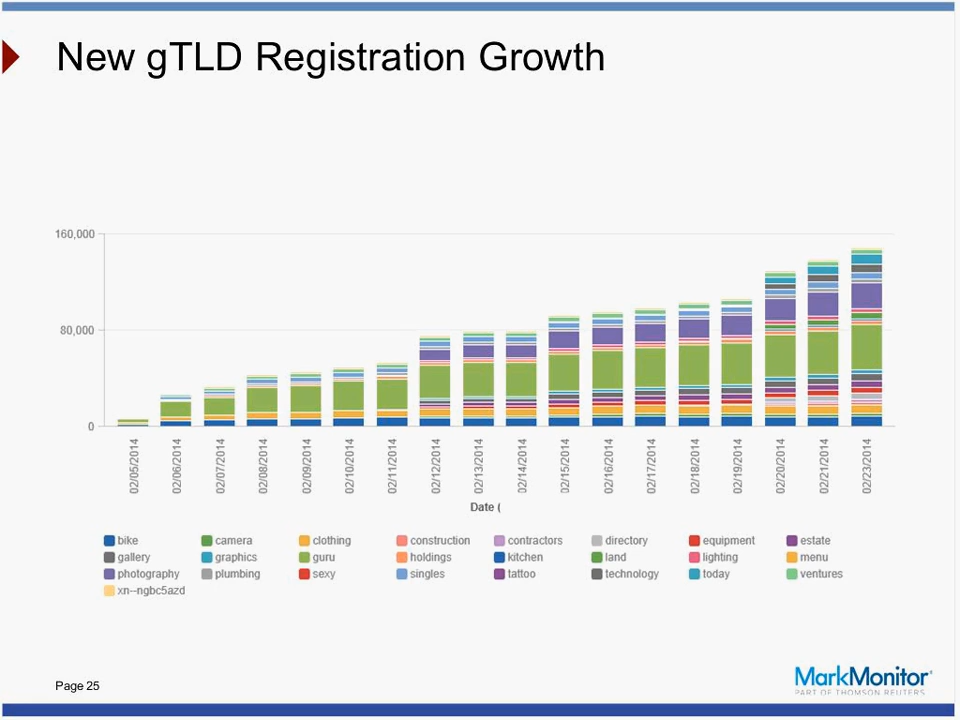 New gTLD Registration Growth
160,000
80,000
0
02/05/2014 02/06/2014 02/07/2014 02/08/2014 02/09/2014 02/10/2014 02/11/2014 02/12/2014 02/13/2014 02/14/2014 02/15/2014 02/16/2014 02/17/2014 02/18/2014 02/19/2014 02/20/2014 02/21/2014 02/23/2014
Date (
bike camera clothing construction contractors directory equipment estate
gallery graphics guru holdings kitchen land lighting menu
photography plumbing sexy singles tattoo technology today ventures
xn--ngbc5azd
Page 25
MarkMonitor
PART OF THOMSON REUTERS